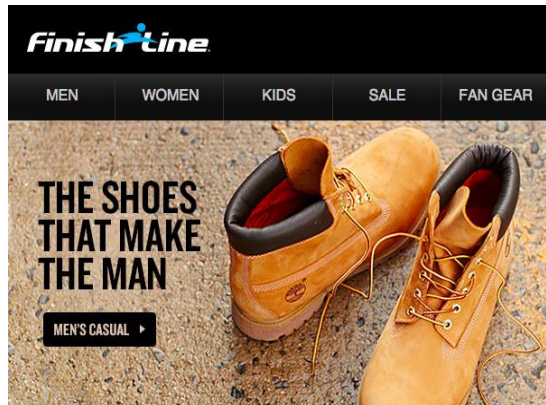 Finish Line
MEN WOMEN KIDS SALE FAN GEAR
THE SHOES
THAT MAKE
THE MAN
MEN'S CASUAL